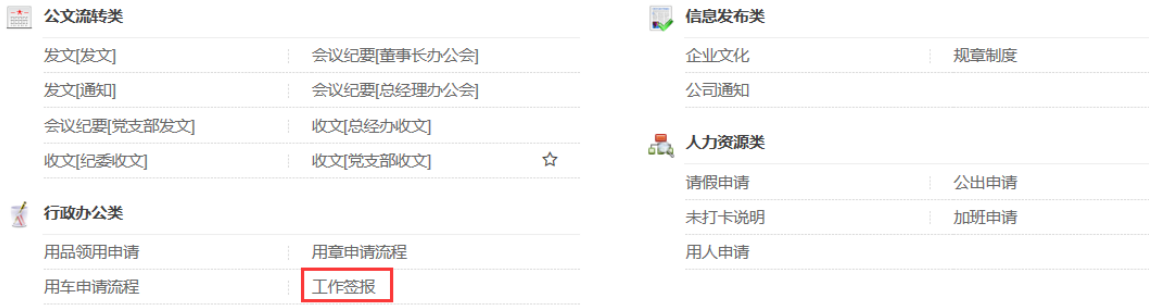 公文流转类
发文[发文] 会议纪要[董事长办公会]
发文[通知] 会议纪要[总经理办公会]
会议纪要[党支部发文] 收文[总经办收文]
收文[纪委收文] 收文[党支部收文]
行政办公类
用品领用申请 用章申请流程
用车申请流程 工作签报
信息发布类
企业文化 规章制度
公司通知
人力资源类
请假申请 公出申请
未打卡说明 加班申请
用人申请